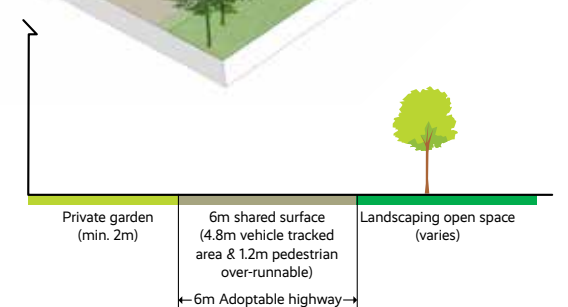 Private garden
(min. 2m)
6m shared surface
(4.8m vehicle tracked
area & 1.2m pedestrian
over-runnable)
Landscaping open space
(varies)
6m Adoptable highway